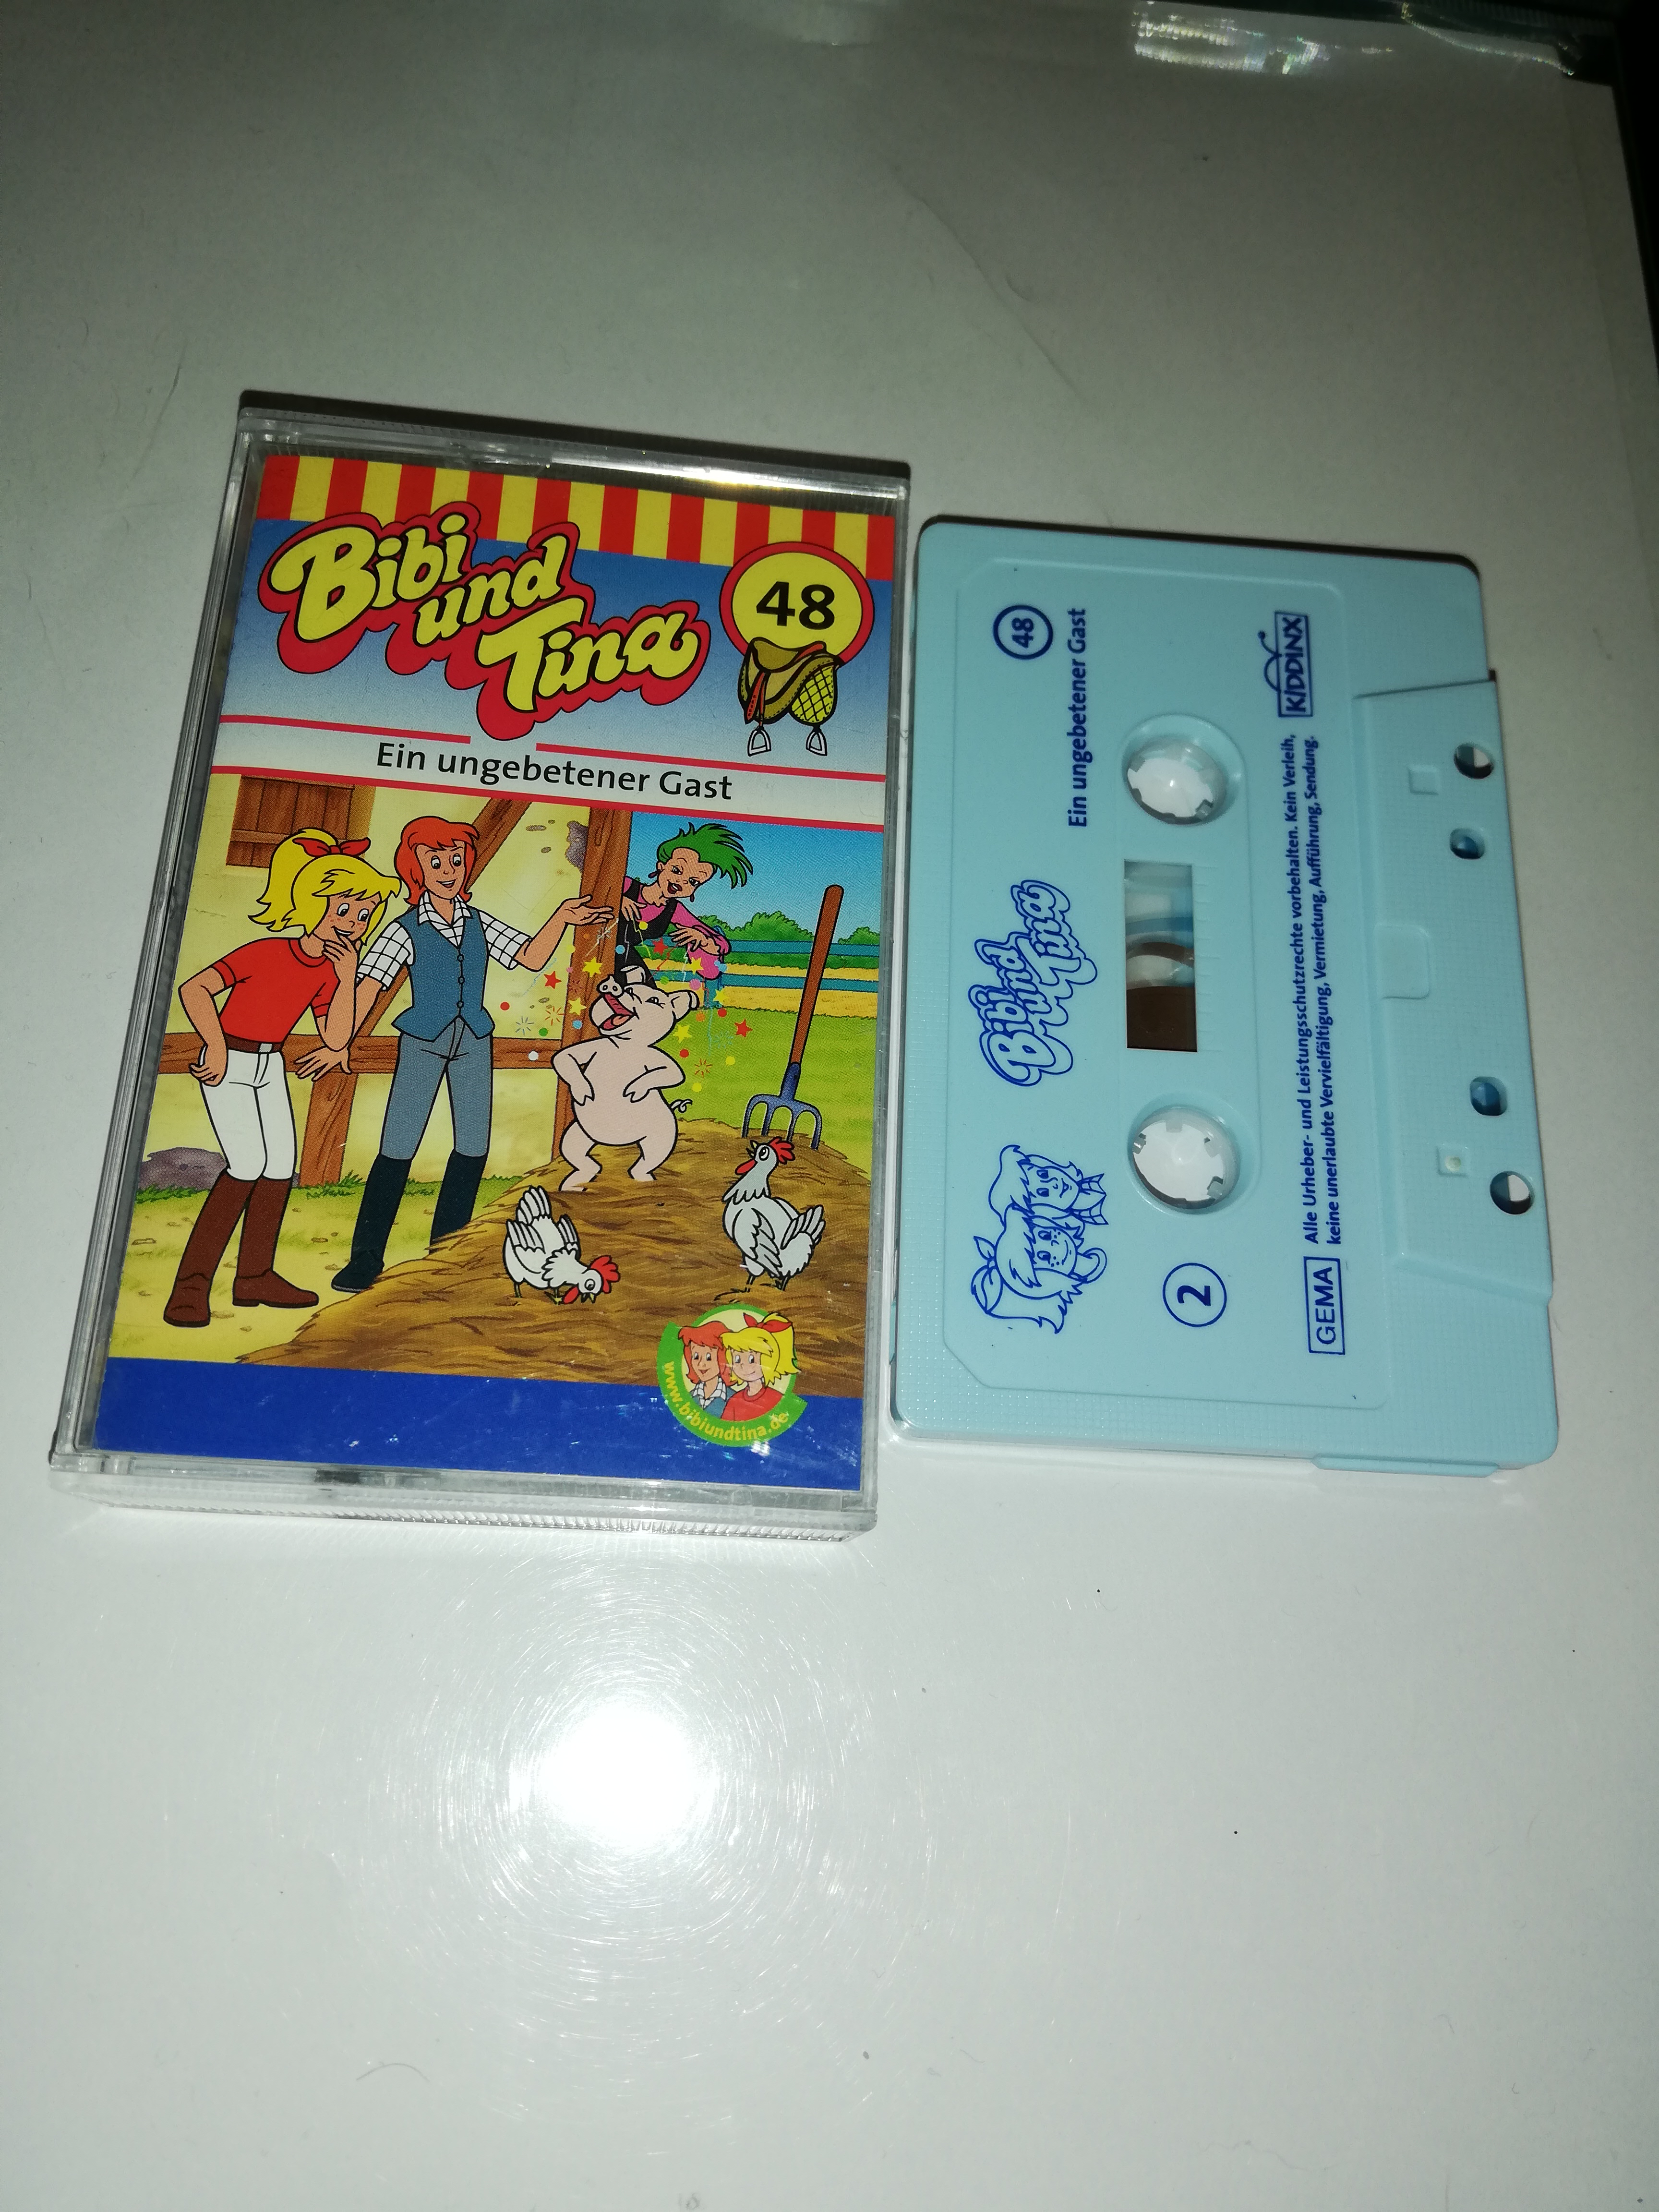 Bibi
und
Tina
48
Ein ungebetener Gast
www.bibiundtina.de
48
Ein ungebetener Gast
Bibi
und
Tina
2
KIDDINX
GEMA
Alle Urheber- und Leistungsschutzrechte vorbehalten. Kein Verleih,
keine unerlaubte Vervielfältigung, Vermietung, Aufführung, Sendung.